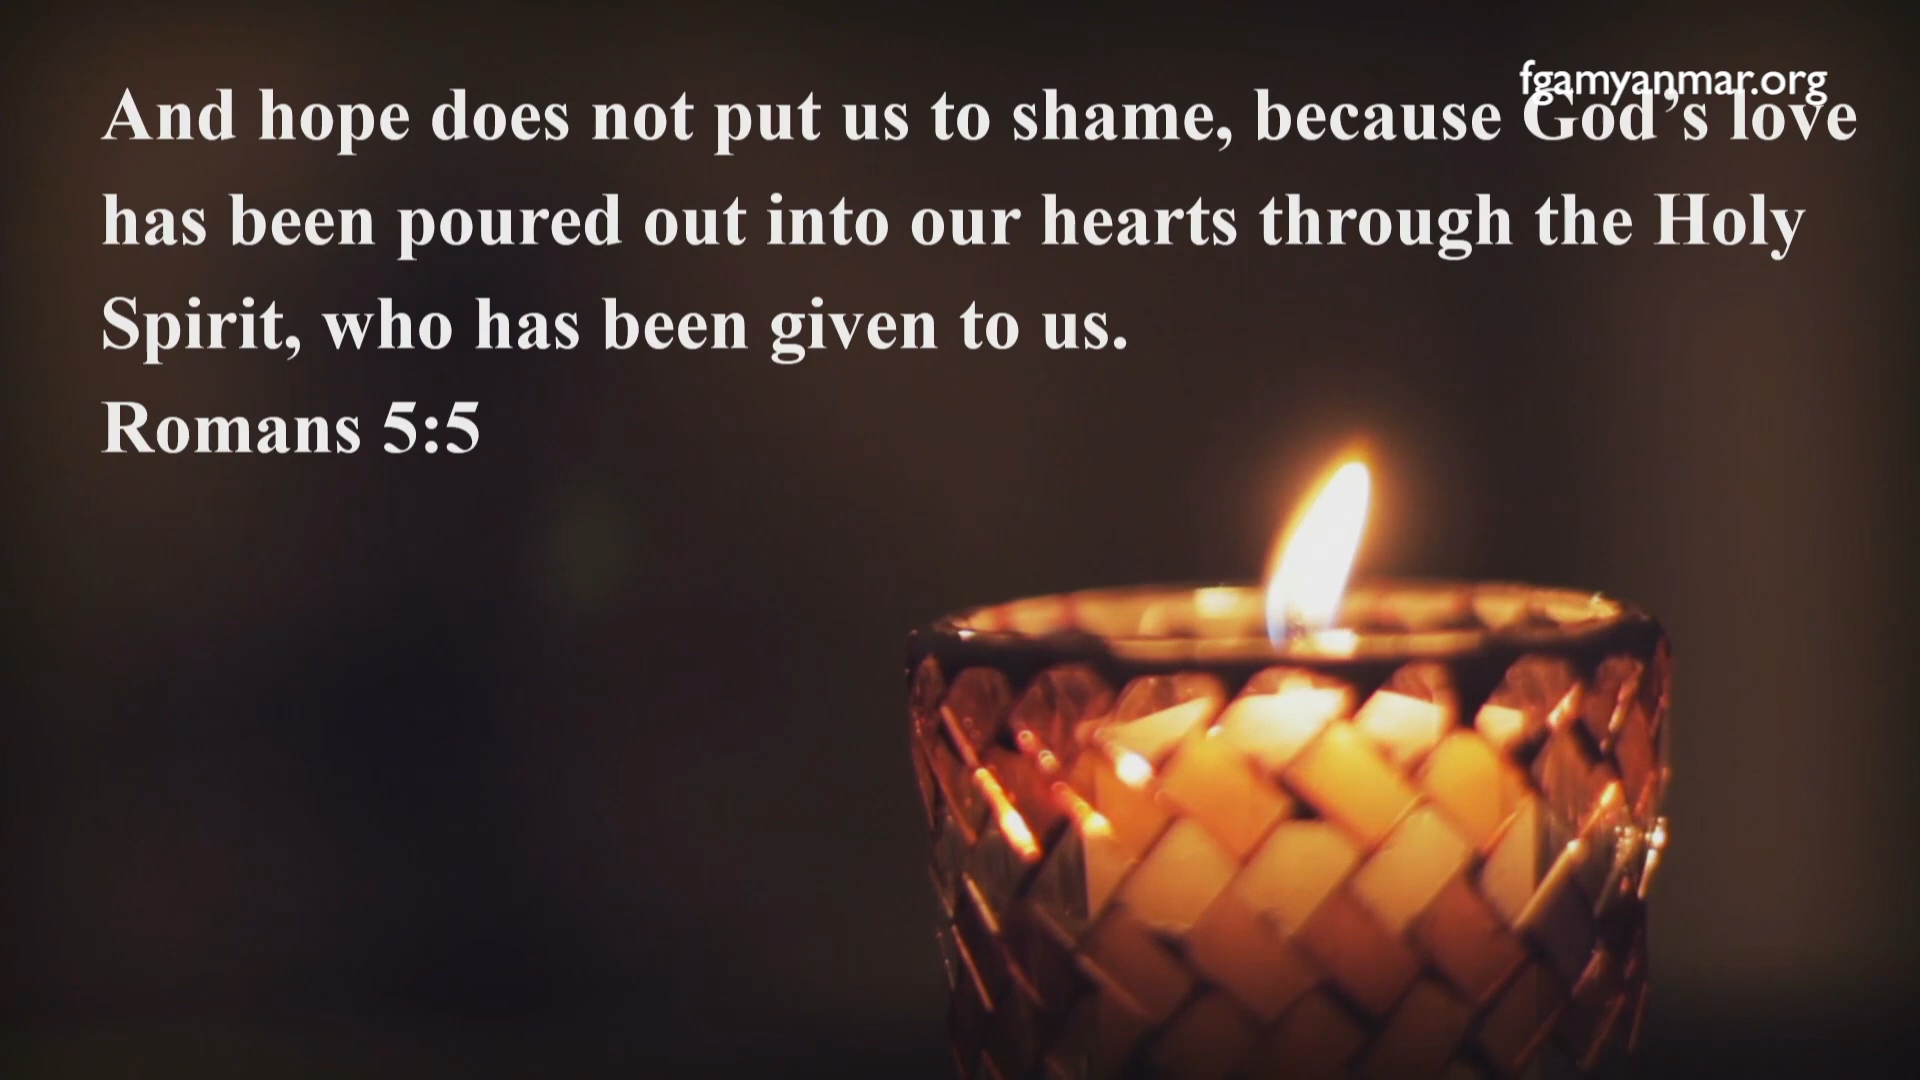 fgamyanmar.org
And hope does not put us to shame, because God’s love
has been poured out into our hearts through the Holy
Spirit, who has been given to us.
Romans 5:5